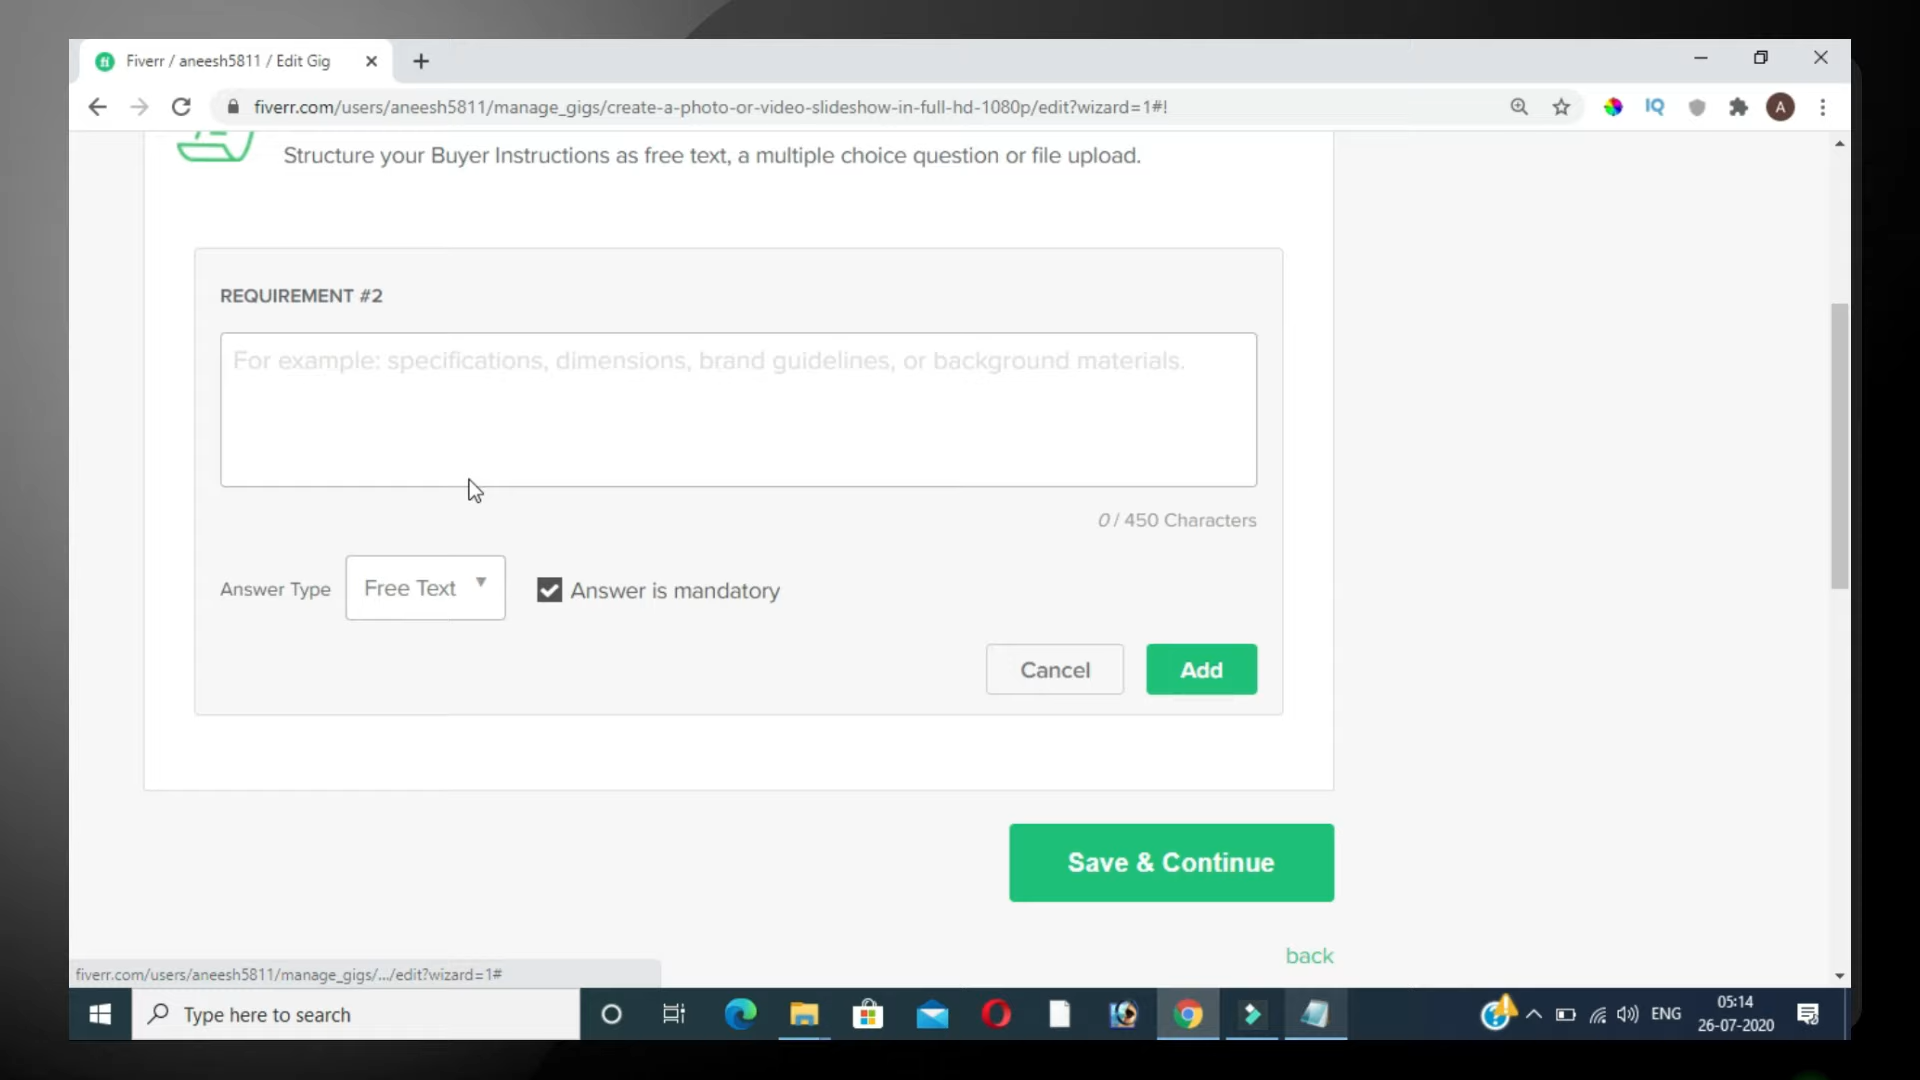 Fiverr / aneesh5811 / Edit Gig
fiverr.com/users/aneesh5811/manage_gigs/create-a-photo-or-video-slideshow-in-full-hd-1080p/edit?wizard=1#!
IQ
A
Structure your Buyer Instructions as free text, a multiple choice question or file upload.
REQUIREMENT #2
For example: specifications, dimensions, brand guidelines, or background materials.
0 / 450 Characters
Answer Type
Free Text
Answer is mandatory
Cancel
Add
Save & Continue
back
fiverr.com/users/aneesh5811/manage_gigs/.../edit?wizard=1#
Type here to search
ENG
05:14
26-07-2020